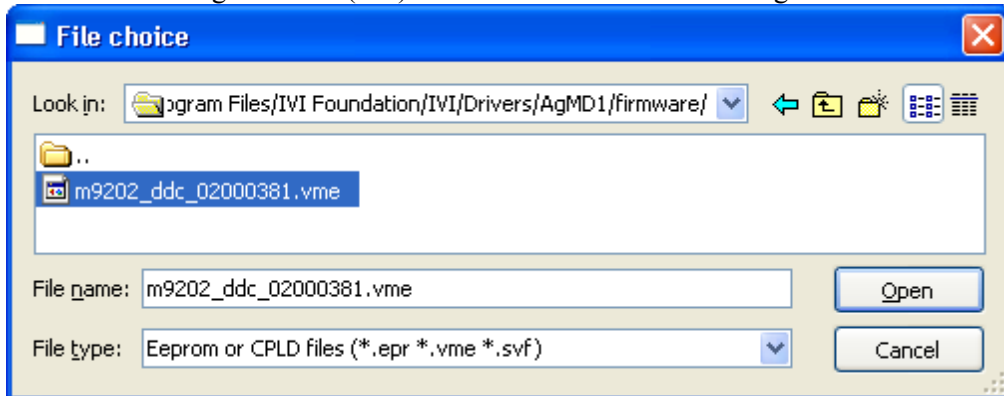 File choice
Look in: ogram Files/IVI Foundation/IVI/Drivers/AgMD1/firmware/
..
m9202_ddc_02000381.vme
File name: m9202_ddc_02000381.vme
Open
File type: Eeprom or CPLD files (*.epr *.vme *.svf)
Cancel